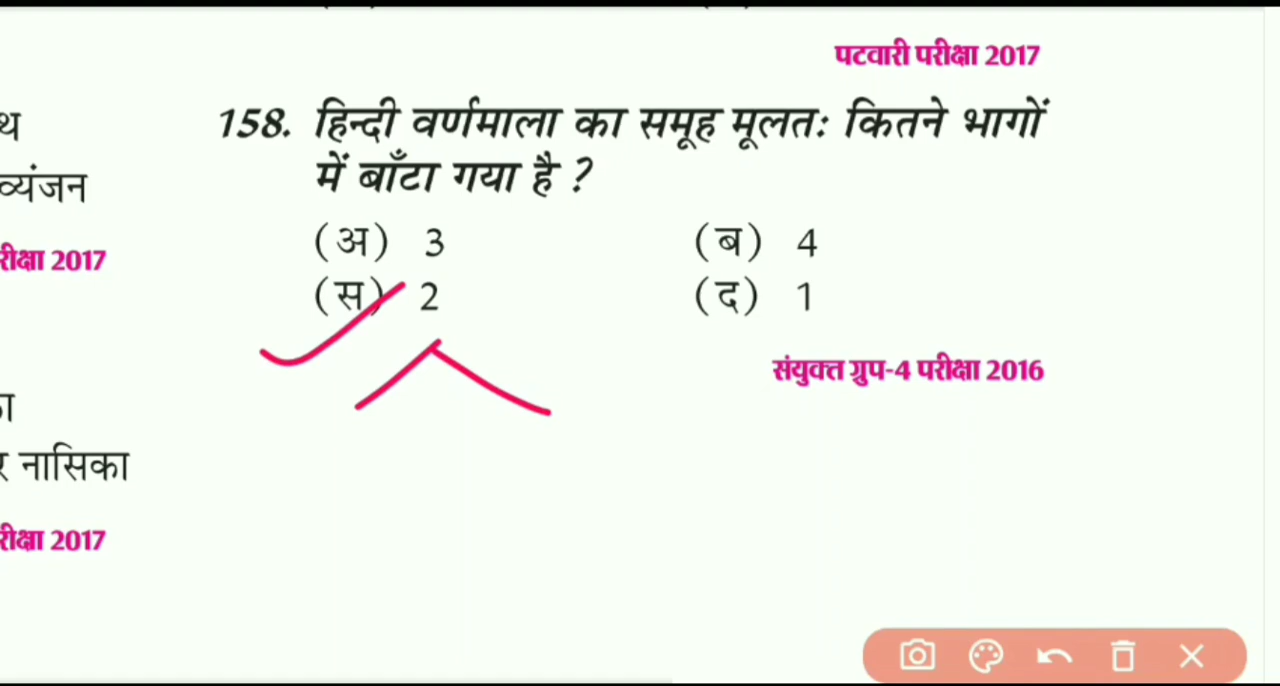 पटवारी परीक्षा 2017
थ
व्यंजन
रीक्षा 2017
158. हिन्दी वर्णमाला का समूह मूलतः कितने भागों
में बाँटा गया है ?
(अ) 3 (ब) 4
(स) 2 (द) 1
संयुक्त ग्रुप-4 परीक्षा 2016
नासिका
रीक्षा 2017